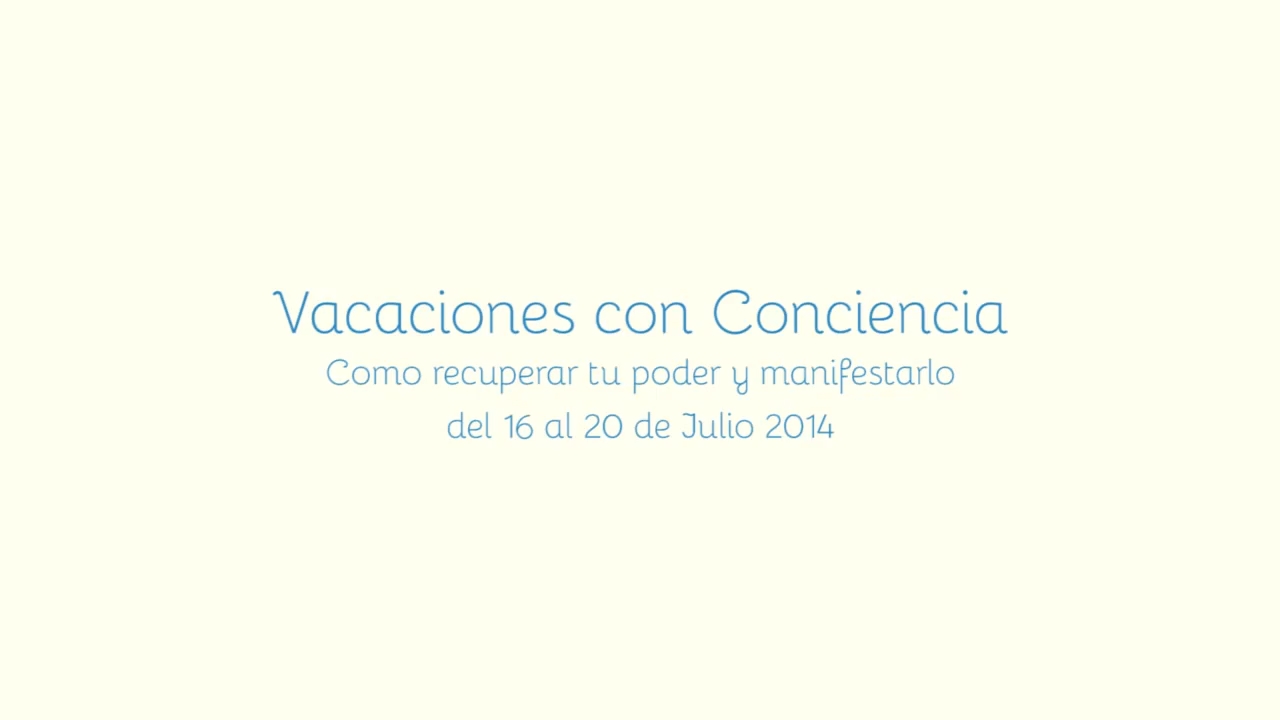 Vacaciones con Conciencia
Como recuperar tu poder y manifestarlo
del 16 al 20 de Julio 2014